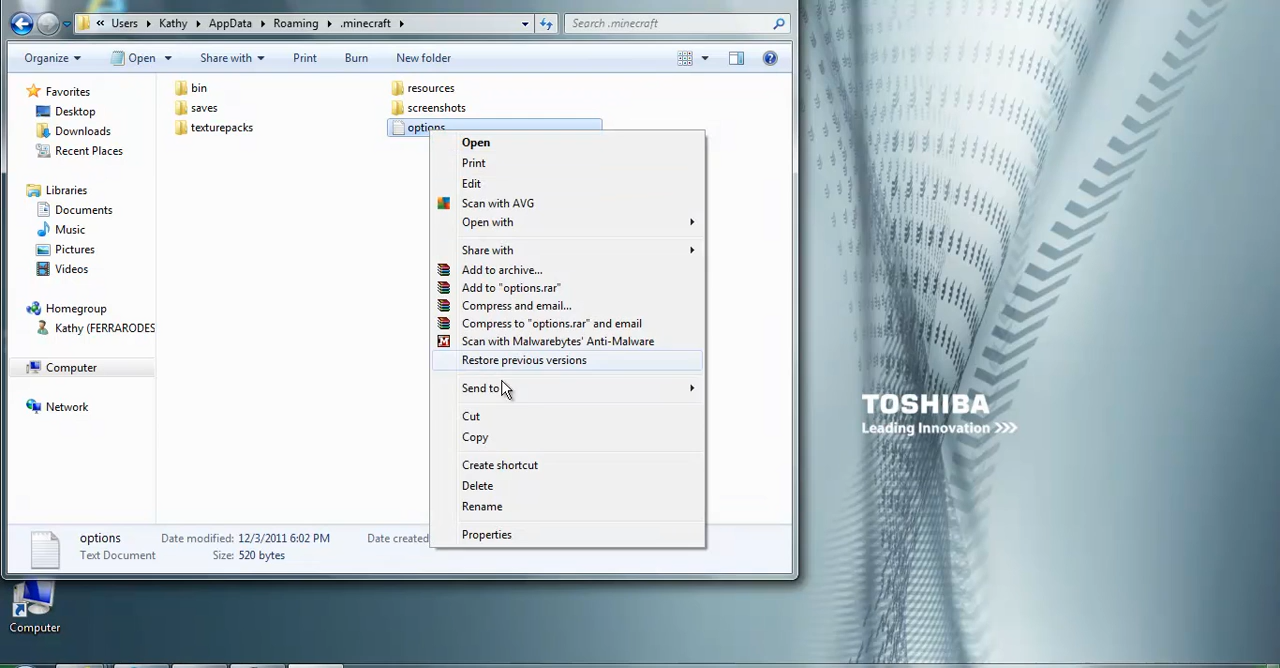 « Users ▸ Kathy ▸ AppData ▸ Roaming ▸ .minecraft ▸
Search .minecraft
Organize Open Share with Print Burn New folder
Favorites
Desktop
Downloads
Recent Places
Libraries
Documents
Music
Pictures
Videos
Homegroup
Kathy (FERRARODES
Computer
Network
bin
saves
texturepacks
resources
screenshots
options
Open
Print
Edit
Scan with AVG
Open with
Share with
Add to archive...
Add to "options.rar"
Compress and email...
Compress to "options.rar" and email
Scan with Malwarebytes' Anti-Malware
Restore previous versions
Send to
Cut
Copy
Create shortcut
Delete
Rename
Properties
options Date modified: 12/3/2011 6:02 PM Date created
Text Document Size: 520 bytes
TOSHIBA
Leading Innovation >>>
Computer